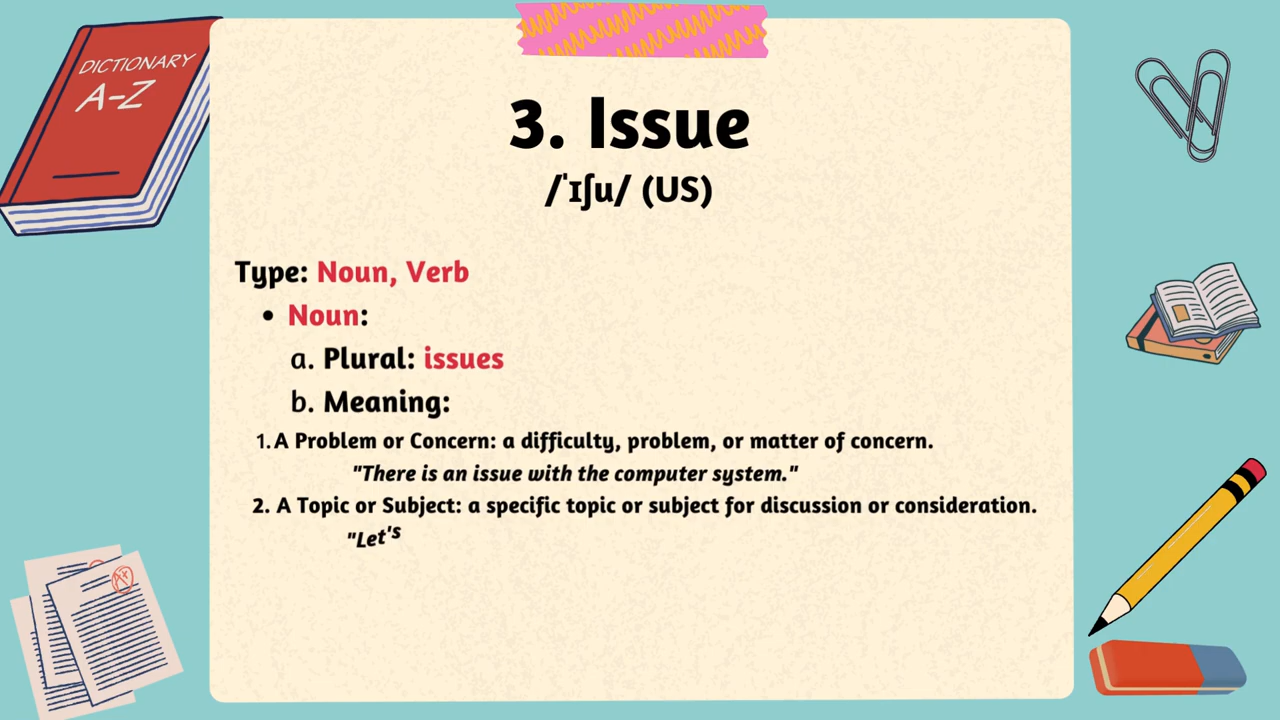 DICTIONARY
A-Z
3. Issue
/ˈɪʃu/ (US)
Type: Noun, Verb
• Noun:
a. Plural: issues
b. Meaning:
1. A Problem or Concern: a difficulty, problem, or matter of concern.
"There is an issue with the computer system."
2. A Topic or Subject: a specific topic or subject for discussion or consideration.
"Let's
A+